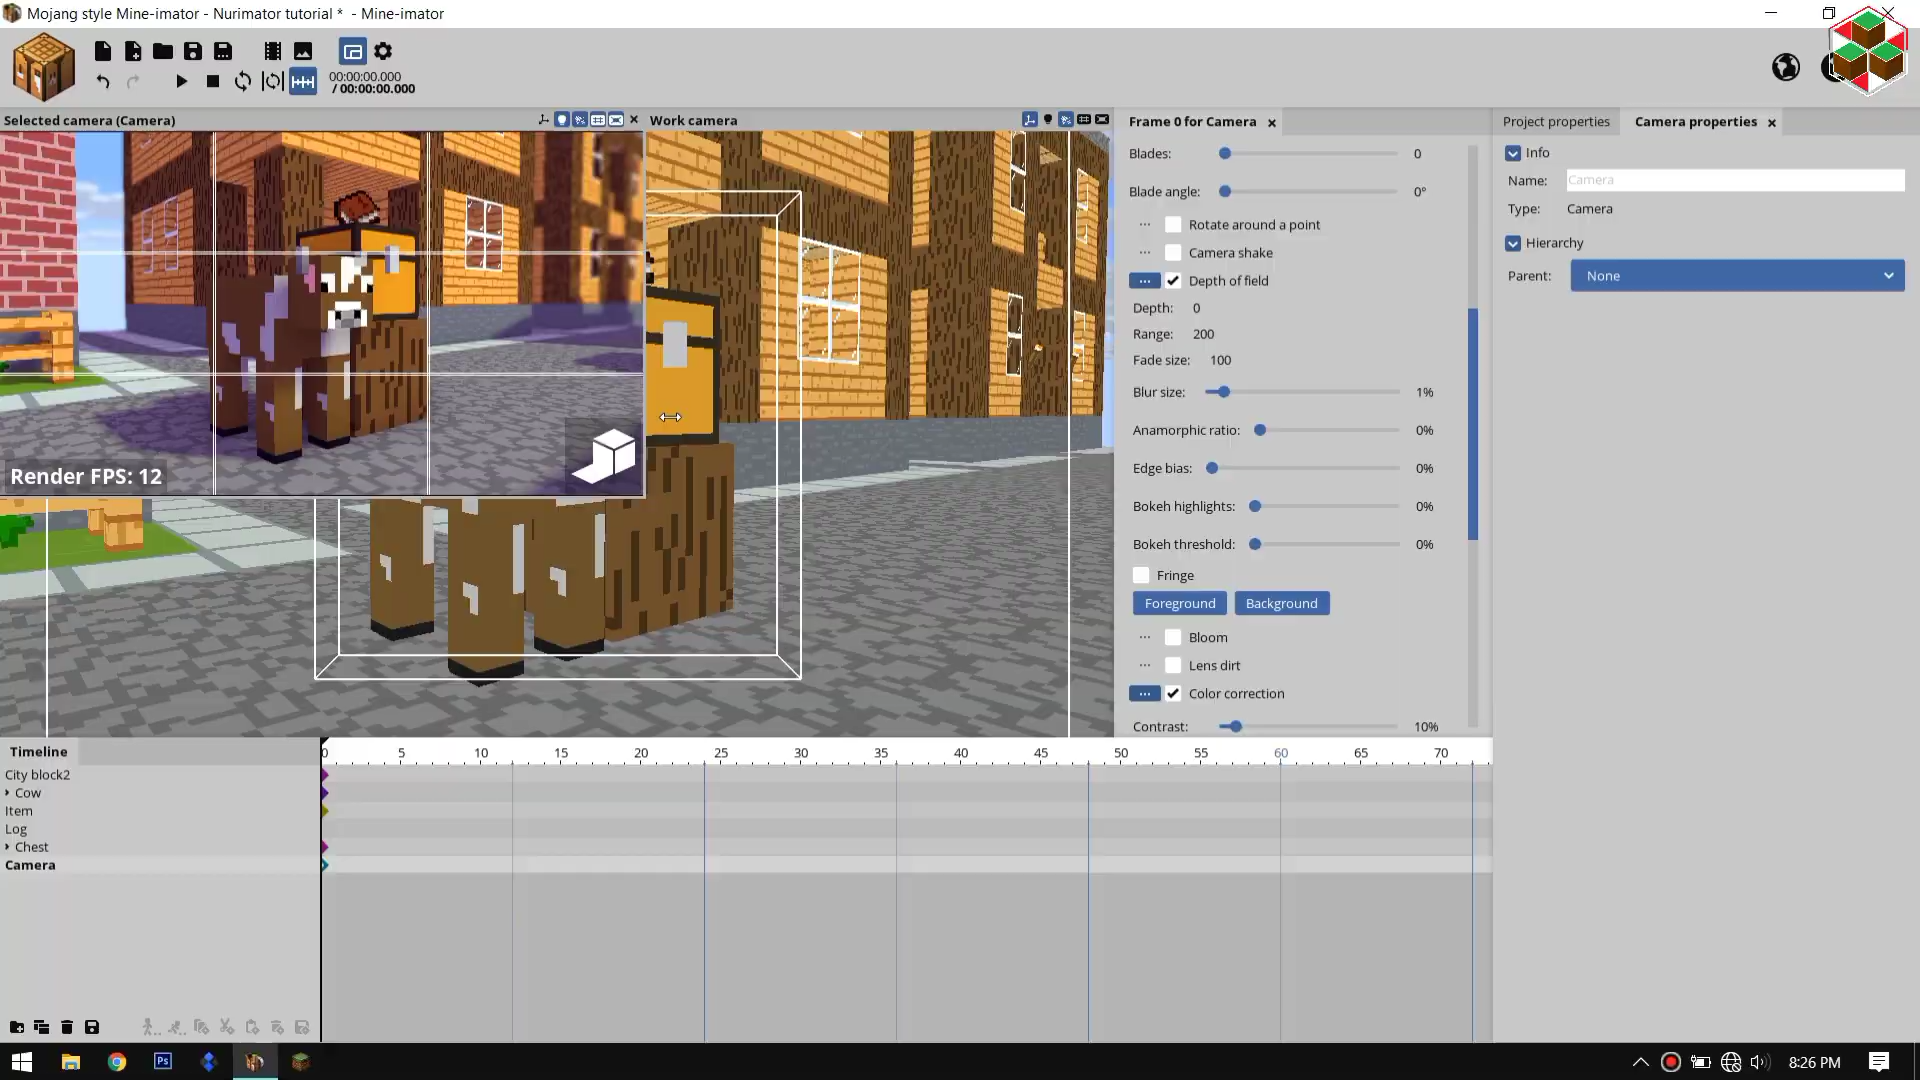 Mojang style Mine-imator - Nurimator tutorial * - Mine-imator
00:00:00.000
/ 00:00:00.000
Selected camera (Camera)
Work camera
Render FPS: 12
Frame 0 for Camera
Blades: 0
Blade angle: 0°
Rotate around a point
Camera shake
Depth of field
Depth: 0
Range: 200
Fade size: 100
Blur size: 1%
Anamorphic ratio: 0%
Edge bias: 0%
Bokeh highlights: 0%
Bokeh threshold: 0%
Fringe
Foreground Background
Bloom
Lens dirt
Color correction
Contrast: 10%
Project properties Camera properties
Info
Name: Camera
Type: Camera
Hierarchy
Parent: None
Timeline
0 5 10 15 20 25 30 35 40 45 50 55 60 65 70
City block2
Cow
Item
Log
Chest
Camera
Ps
8:26 PM